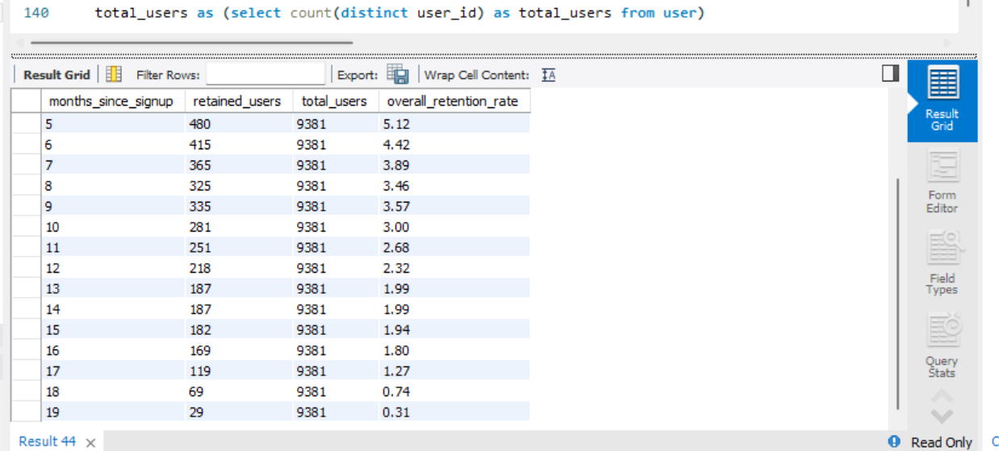 140 total_users as (select count(distinct user_id) as total_users from user)
Result Grid Filter Rows: Export: Wrap Cell Content: IA
months_since_signup retained_users total_users overall_retention_rate
5 480 9381 5.12
6 415 9381 4.42
7 365 9381 3.89
8 325 9381 3.46
9 335 9381 3.57
10 281 9381 3.00
11 251 9381 2.68
12 218 9381 2.32
13 187 9381 1.99
14 187 9381 1.99
15 182 9381 1.94
16 169 9381 1.80
17 119 9381 1.27
18 69 9381 0.74
19 29 9381 0.31
Result
Grid
Form
Editor
Field
Types
Query
Stats
Result 44 ×
Read Only